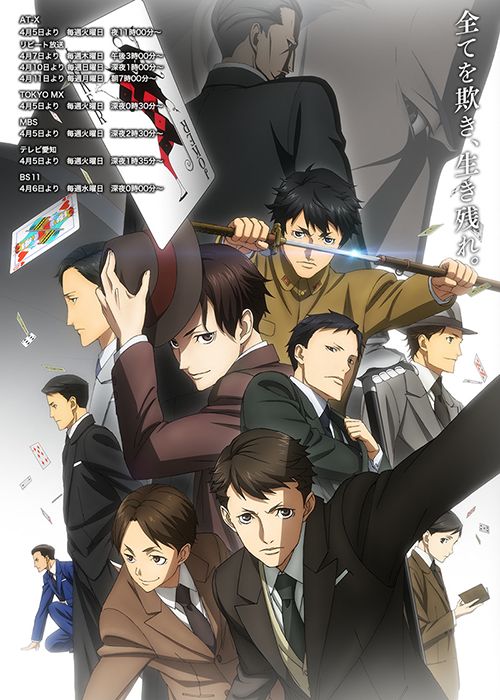 AT-X
4月5日より 毎週火曜日 夜11時00分～
リピート放送
4月7日より 毎週木曜日 午後3時00分～
4月10日より 毎週日曜日 深夜1時00分～
4月11日より 毎週月曜日 朝7時00分～
TOKYO MX
4月5日より 毎週火曜日 深夜0時30分～
MBS
4月5日より 毎週火曜日 深夜2時30分～
テレビ愛知
4月5日より 毎週火曜日 深夜1時35分～
BS11
4月6日より 毎週水曜日 深夜0時00分～
全てを欺き、生き残れ。
JOKER